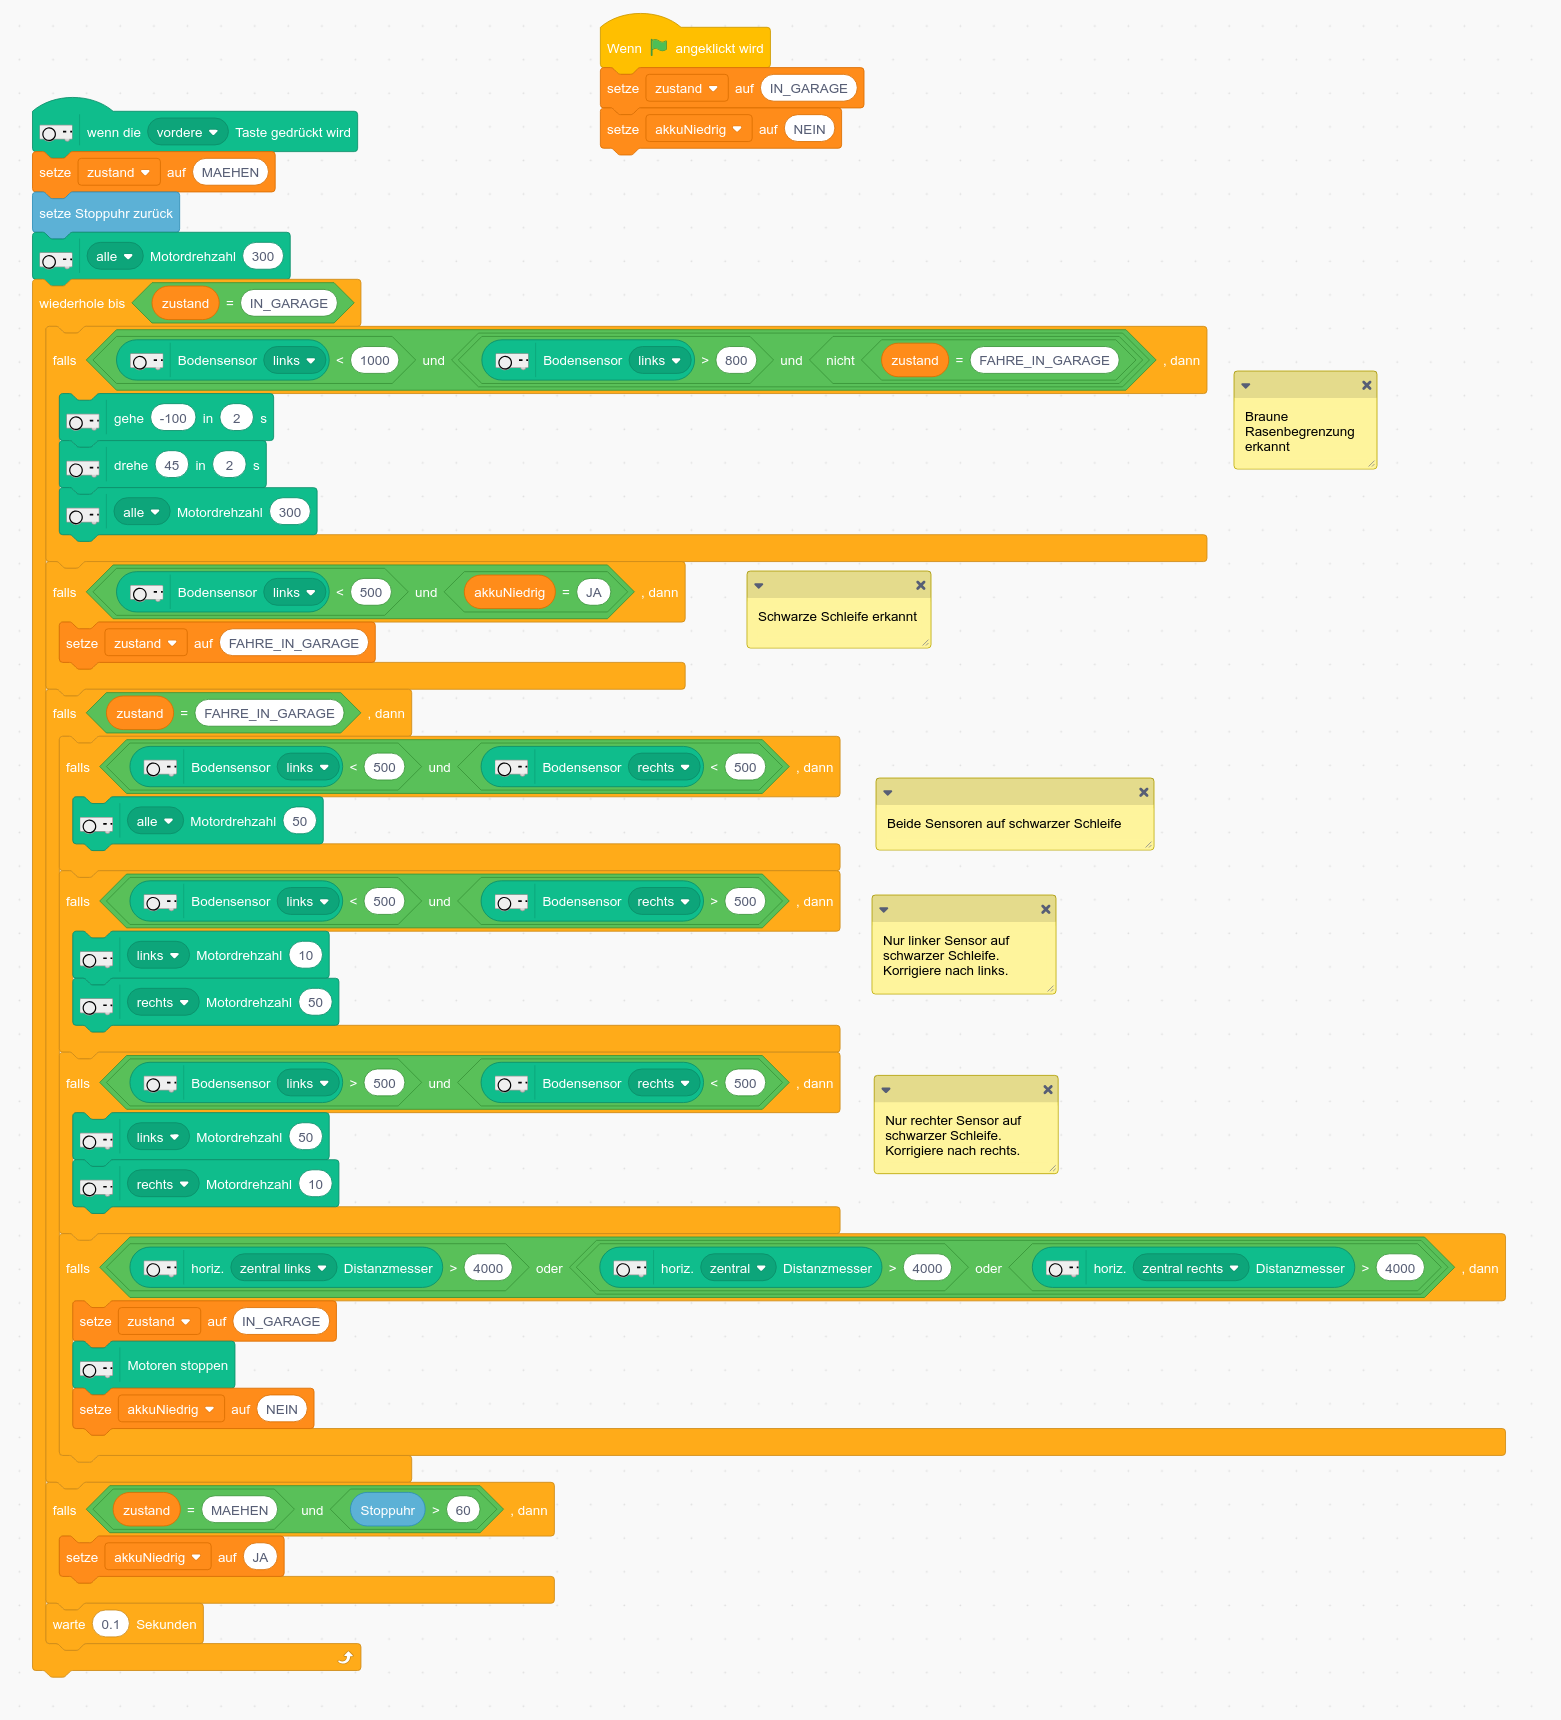 Wenn angeklickt wird
setze zustand auf IN_GARAGE
setze akkuNiedrig auf NEIN
wenn die vordere Taste gedrückt wird
setze zustand auf MAEHEN
setze Stoppuhr zurück
alle Motordrehzahl 300
wiederhole bis zustand = IN_GARAGE
falls Bodensensor links < 1000 und Bodensensor links > 800 und nicht zustand = FAHRE_IN_GARAGE , dann
Braune
Rasenbegrenzung
erkannt
gehe -100 in 2 s
drehe 45 in 2 s
alle Motordrehzahl 300
falls Bodensensor links < 500 und akkuNiedrig = JA , dann
Schwarze Schleife erkannt
setze zustand auf FAHRE_IN_GARAGE
falls zustand = FAHRE_IN_GARAGE , dann
falls Bodensensor links < 500 und Bodensensor rechts < 500 , dann
Beide Sensoren auf schwarzer Schleife
alle Motordrehzahl 50
falls Bodensensor links < 500 und Bodensensor rechts > 500 , dann
Nur linker Sensor auf
schwarzer Schleife.
Korrigiere nach links.
links Motordrehzahl 10
rechts Motordrehzahl 50
falls Bodensensor links > 500 und Bodensensor rechts < 500 , dann
Nur rechter Sensor auf
schwarzer Schleife.
Korrigiere nach rechts.
links Motordrehzahl 50
rechts Motordrehzahl 10
falls horiz. zentral links Distanzmesser > 4000 oder horiz. zentral Distanzmesser > 4000 oder horiz. zentral rechts Distanzmesser > 4000 , dann
setze zustand auf IN_GARAGE
Motoren stoppen
setze akkuNiedrig auf NEIN
falls zustand = MAEHEN und Stoppuhr > 60 , dann
setze akkuNiedrig auf JA
warte 0.1 Sekunden